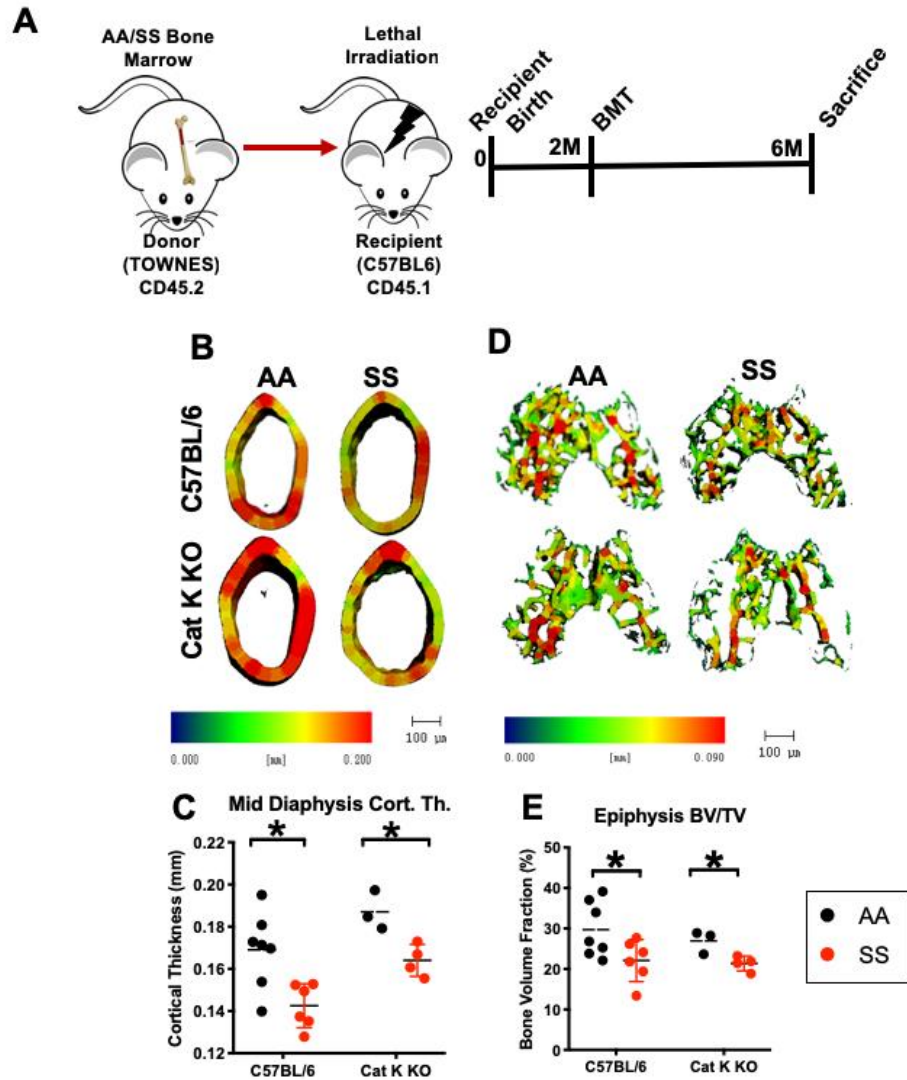 A
AA/SS Bone
Marrow
Lethal
Irradiation
Donor
(TOWNES)
CD45.2
Recipient
(C57BL6)
CD45.1
Recipient
Birth
BMT
Sacrifice
0
2M
6M
B
AA
SS
C57BL/6
Cat K KO
0.000
[mm]
0.200
100 µm
D
AA
SS
0.000
[mm]
0.090
100 µm
C
Mid Diaphysis Cort. Th.
Cortical Thickness (mm)
0.22
0.20
0.18
0.16
0.14
0.12
*
*
C57BL/6
Cat K KO
E
Epiphysis BV/TV
Bone Volume Fraction (%)
50
40
30
20
10
0
*
*
C57BL/6
Cat K KO
AA
SS